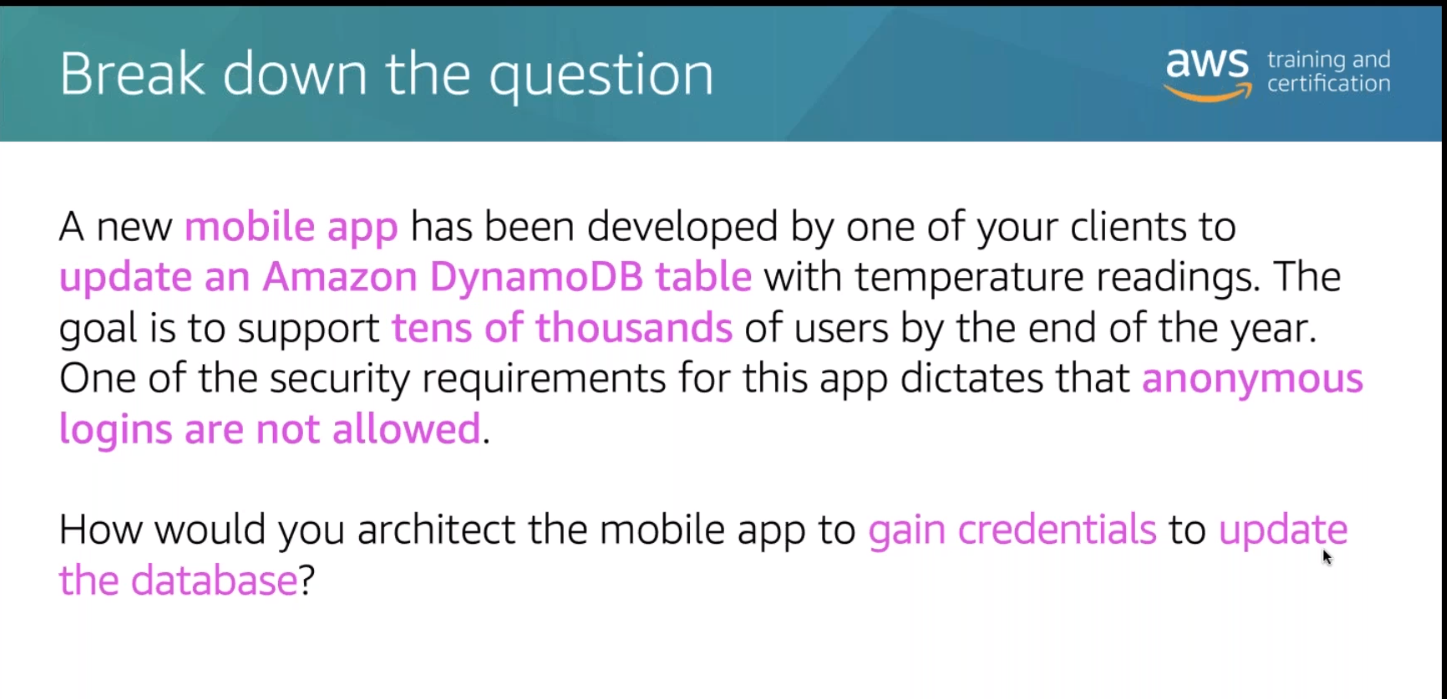 Break down the question
aws training and
certification
A new mobile app has been developed by one of your clients to
update an Amazon DynamoDB table with temperature readings. The
goal is to support tens of thousands of users by the end of the year.
One of the security requirements for this app dictates that anonymous
logins are not allowed.
How would you architect the mobile app to gain credentials to update
the database?